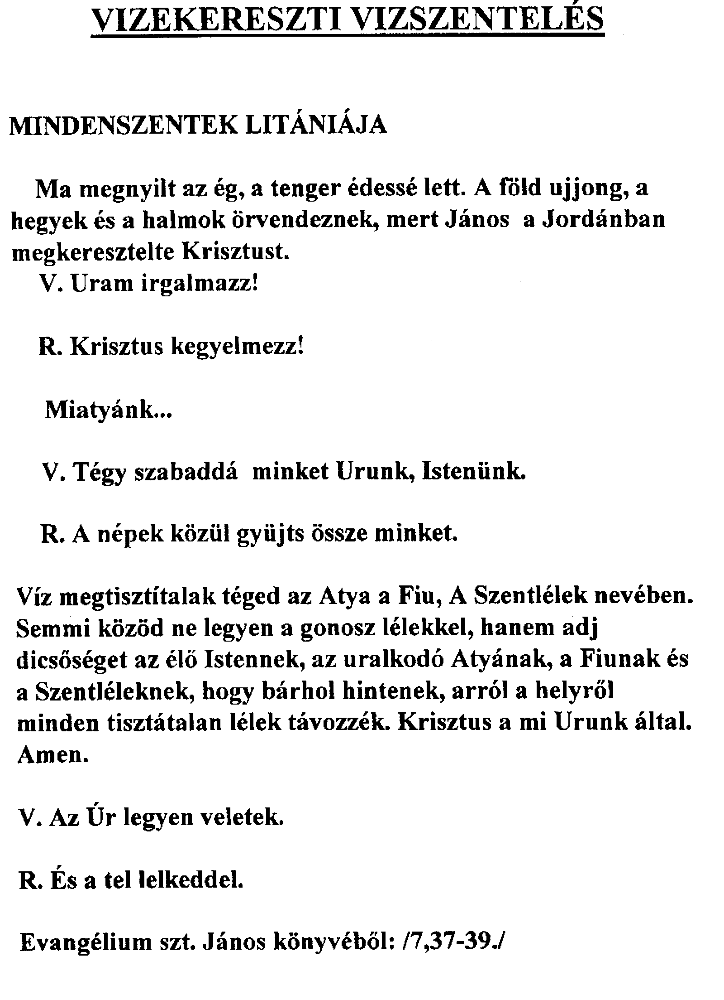 VIZEKERESZTI VIZSZENTELÉS
MINDENSZENTEK LITÁNIÁJA
Ma megnyilt az ég, a tenger édessé lett. A föld ujjong, a
hegyek és a halmok örvendeznek, mert János a Jordánban
megkeresztelte Krisztust.
V. Uram irgalmazz!
R. Krisztus kegyelmezz!
Miatyánk...
V. Tégy szabaddá minket Urunk, Istenünk.
R. A népek közül gyüjts össze minket.
Víz megtisztítalak téged az Atya a Fiu, A Szentlélek nevében.
Semmi közöd ne legyen a gonosz lélekkel, hanem adj
dicsőséget az élő Istennek, az uralkodó Atyának, a Fiunak és
a Szentléleknek, hogy bárhol hintenek, arról a helyről
minden tisztátalan lélek távozzék. Krisztus a mi Urunk által.
Amen.
V. Az Úr legyen veletek.
R. És a tel lelkeddel.
Evangélium szt. János könyvéből: /7,37-39./